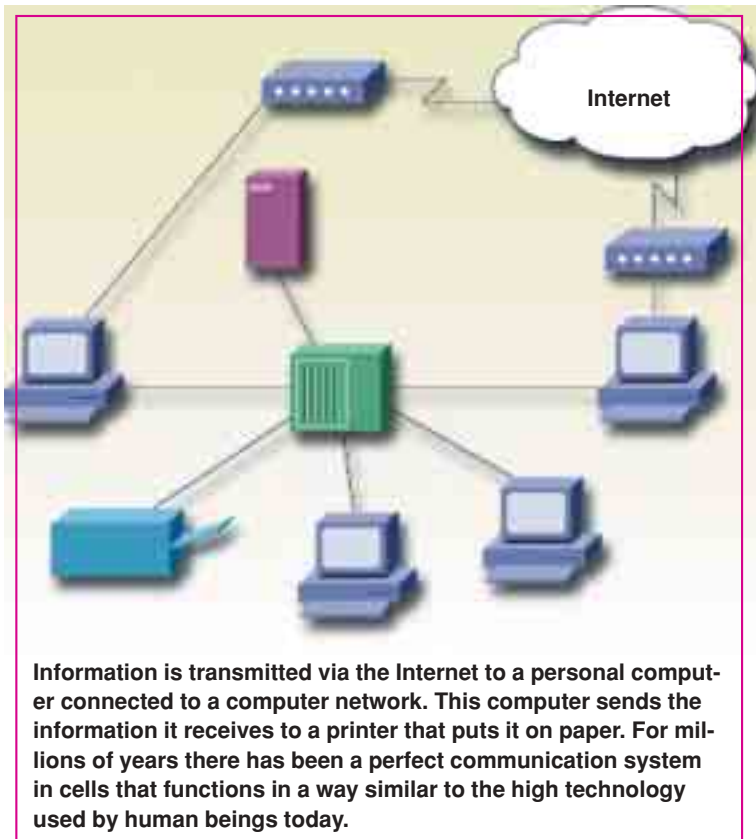 Internet
Information is transmitted via the Internet to a personal comput-
er connected to a computer network. This computer sends the
information it receives to a printer that puts it on paper. For mil-
lions of years there has been a perfect communication system
in cells that functions in a way similar to the high technology
used by human beings today.